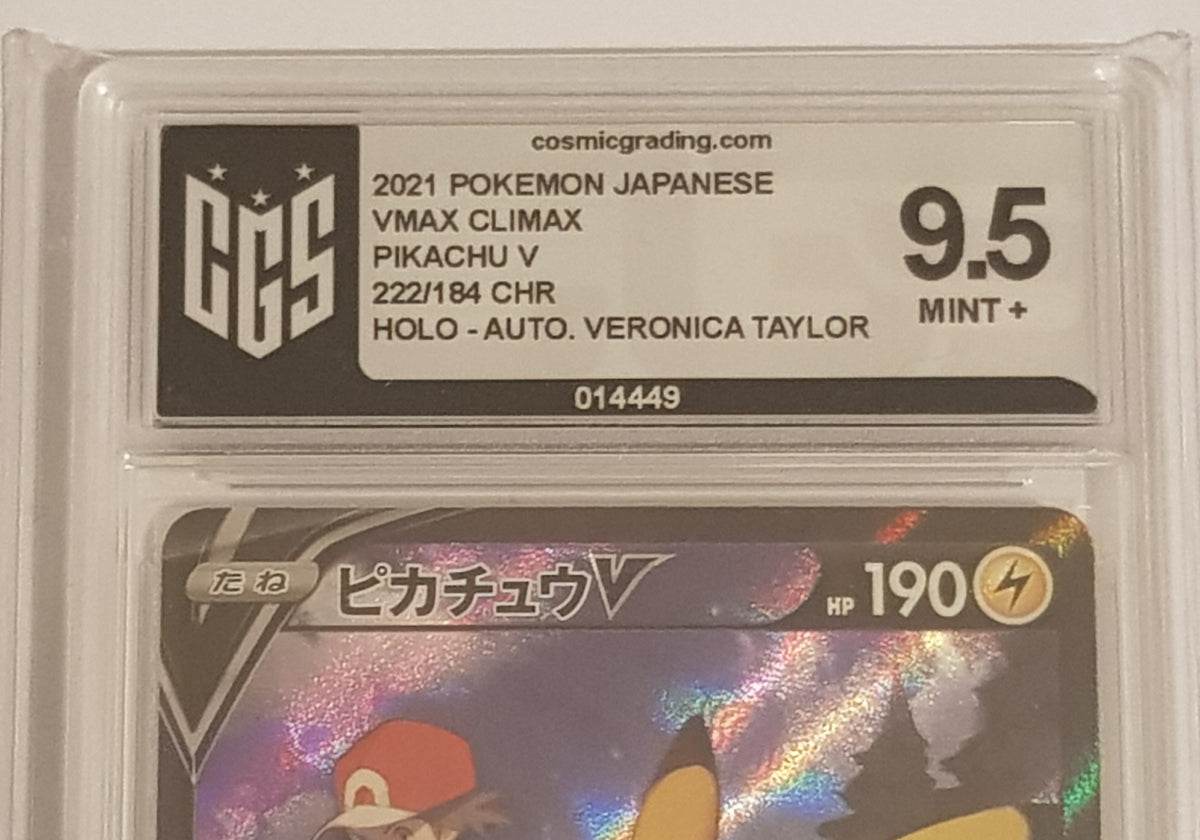 cosmicgrading.com
CGS
2021 POKEMON JAPANESE
VMAX CLIMAX
PIKACHU V
222/184 CHR
HOLO - AUTO. VERONICA TAYLOR
9.5
MINT +
014449
たね ピカチュウV HP 190